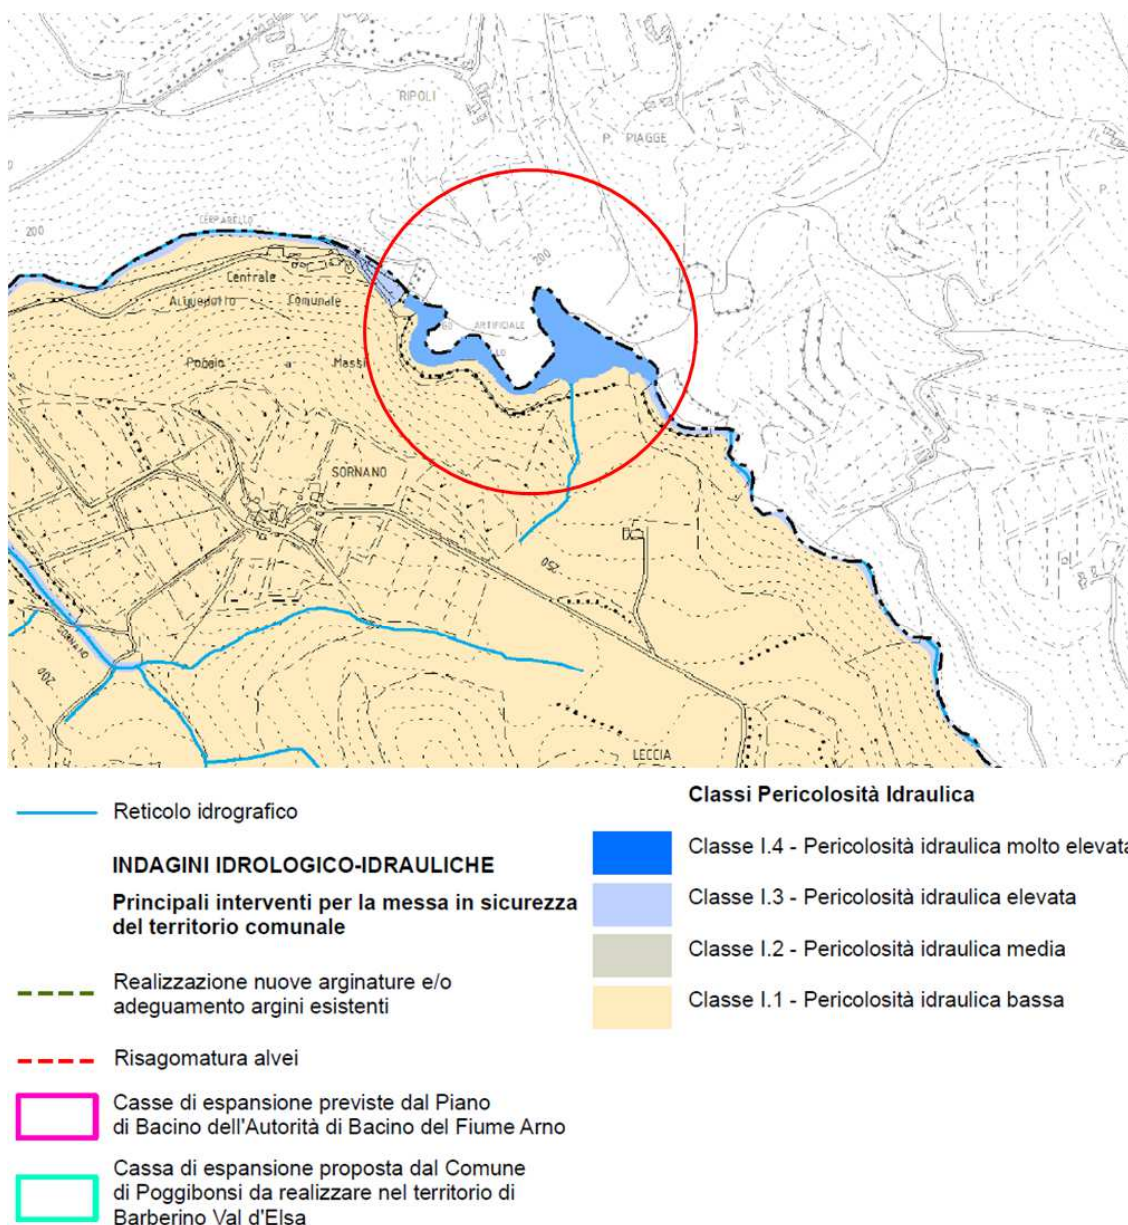 RIPOLI
P. PIAGGE
P.
200
CERPARELLO
200
Centrale
Acquedotto Comunale
GO ARTIFICIALE
LO
Poggio a Massi
SORNANO
250
SORNANO
200
LECCIA
Reticolo idrografico
INDAGINI IDROLOGICO-IDRAULICHE
Principali interventi per la messa in sicurezza
del territorio comunale
Realizzazione nuove arginature e/o
adeguamento argini esistenti
Risagomatura alvei
Casse di espansione previste dal Piano
di Bacino dell'Autorità di Bacino del Fiume Arno
Cassa di espansione proposta dal Comune
di Poggibonsi da realizzare nel territorio di
Barberino Val d'Elsa
Classi Pericolosità Idraulica
Classe I.4 - Pericolosità idraulica molto elevata
Classe I.3 - Pericolosità idraulica elevata
Classe I.2 - Pericolosità idraulica media
Classe I.1 - Pericolosità idraulica bassa